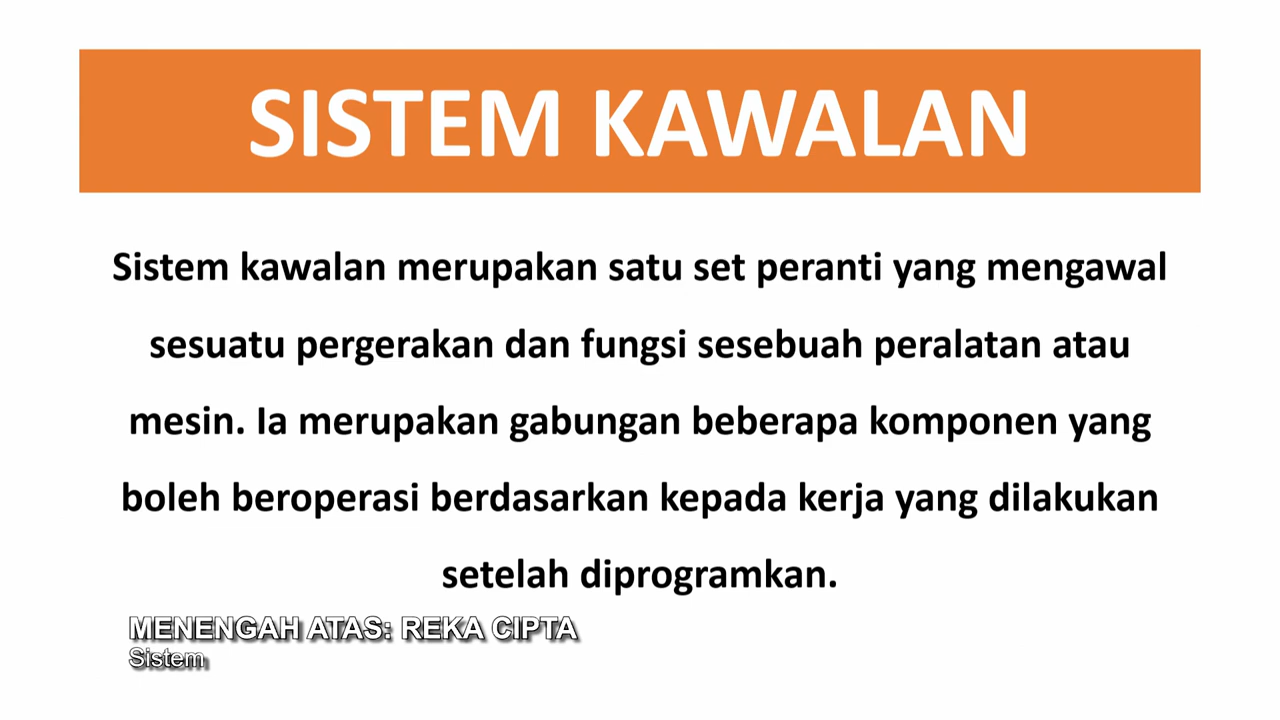 SISTEM KAWALAN
Sistem kawalan merupakan satu set peranti yang mengawal
sesuatu pergerakan dan fungsi sesebuah peralatan atau
mesin. Ia merupakan gabungan beberapa komponen yang
boleh beroperasi berdasarkan kepada kerja yang dilakukan
setelah diprogramkan.
MENENGAH ATAS: REKA CIPTA
Sistem